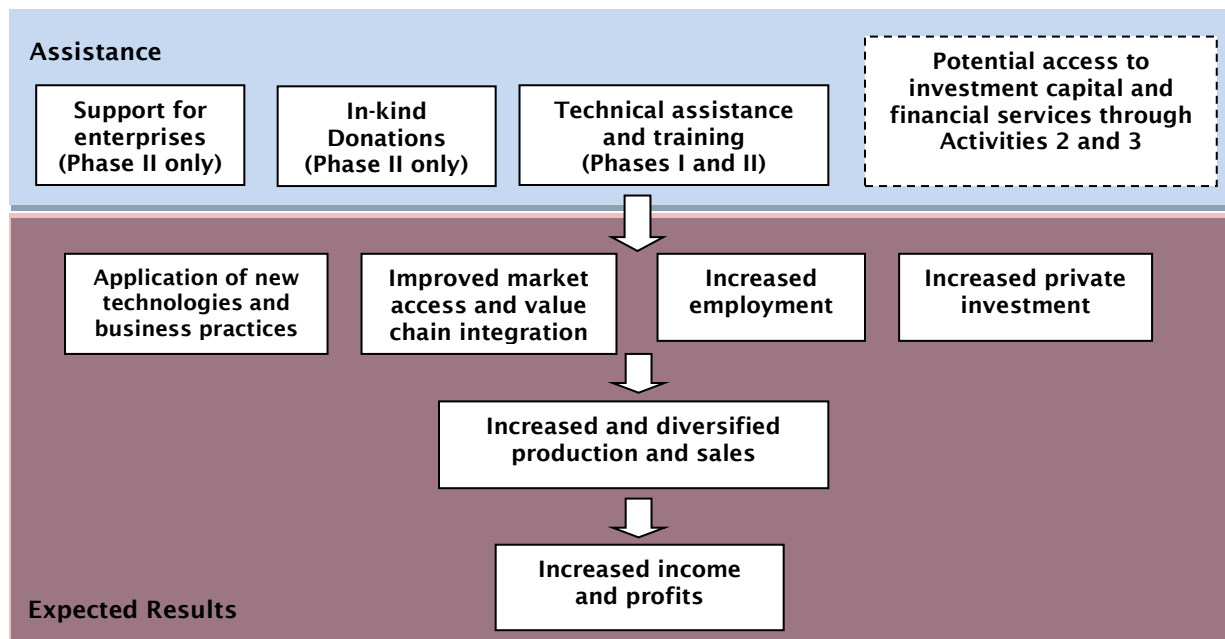 Assistance
Support for
enterprises
(Phase II only)
In-kind
Donations
(Phase II only)
Technical assistance
and training
(Phases I and II)
Potential access to
investment capital and
financial services through
Activities 2 and 3
Application of new
technologies and
business practices
Improved market
access and value
chain integration
Increased
employment
Increased private
investment
Increased and diversified
production and sales
Increased income
and profits
Expected Results